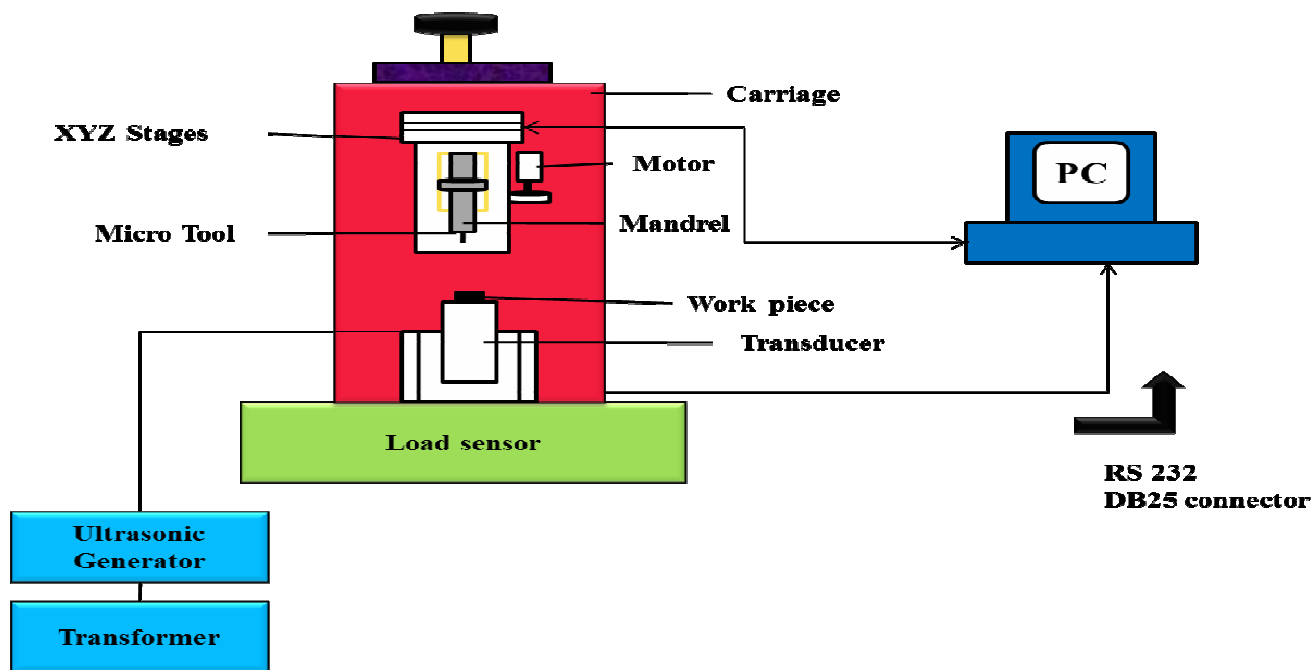 Carriage
XYZ Stages
Motor
PC
Micro Tool
Mandrel
Work piece
Transducer
Load sensor
RS 232
DB25 connector
Ultrasonic
Generator
Transformer